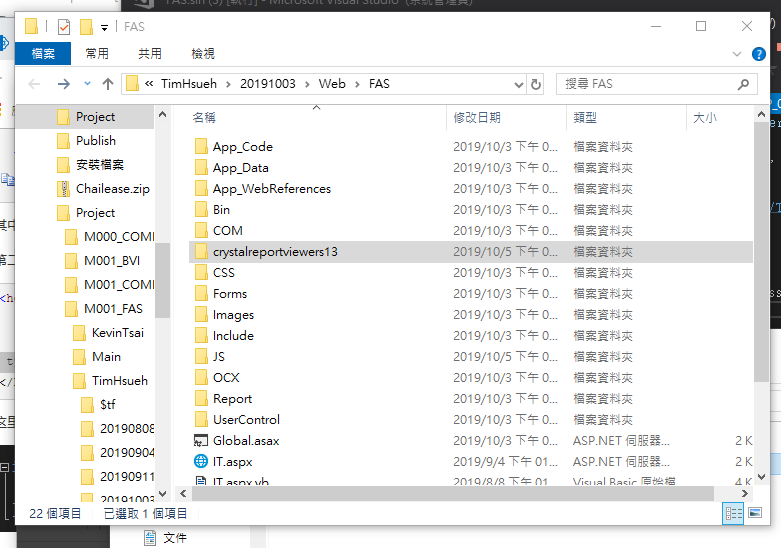 FAS.sln (3) [執行] - Microsoft Visual Studio (系統管理員)
FAS
檔案 常用 共用 檢視
« TimHsueh › 20191003 › Web › FAS
搜尋 FAS
Project
Publish
安裝檔案
Chailease.zip
Project
M000_COM
M001_BVI
M001_COM
M001_FAS
KevinTsai
Main
TimHsueh
$tf
20190808
20190904
20190911
20191003
名稱 修改日期 類型 大小
App_Code 2019/10/3 下午 0... 檔案資料夾
App_Data 2019/10/3 下午 0... 檔案資料夾
App_WebReferences 2019/10/3 下午 0... 檔案資料夾
Bin 2019/10/3 下午 0... 檔案資料夾
COM 2019/10/3 下午 0... 檔案資料夾
crystalreportviewers13 2019/10/5 下午 0... 檔案資料夾
CSS 2019/10/3 下午 0... 檔案資料夾
Forms 2019/10/3 下午 0... 檔案資料夾
Images 2019/10/3 下午 0... 檔案資料夾
Include 2019/10/3 下午 0... 檔案資料夾
JS 2019/10/5 下午 0... 檔案資料夾
OCX 2019/10/3 下午 0... 檔案資料夾
Report 2019/10/3 下午 0... 檔案資料夾
UserControl 2019/10/3 下午 0... 檔案資料夾
Global.asax 2019/10/3 下午 0... ASP.NET 伺服器... 2 K
IT.aspx 2019/9/4 下午 01... ASP.NET 伺服器... 2 K
IT.aspx.vb 2019/8/8 下午 01... Visual Basic 原始檔 4 K
22 個項目 已選取 1 個項目
文件